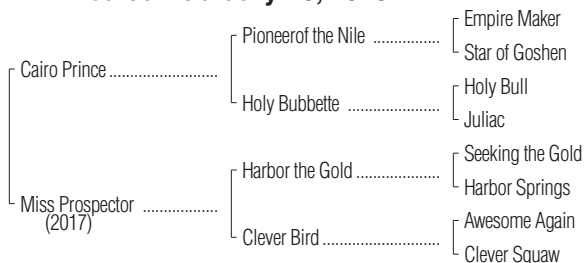 Pioneerof the Nile ..................
Empire Maker
Star of Goshen
Cairo Prince ........................
Holy Bubbette ........................
Holy Bull
Juliac
Harbor the Gold .....................
Seeking the Gold
Harbor Springs
Miss Prospector ..................
(2017)
Clever Bird ............................
Awesome Again
Clever Squaw